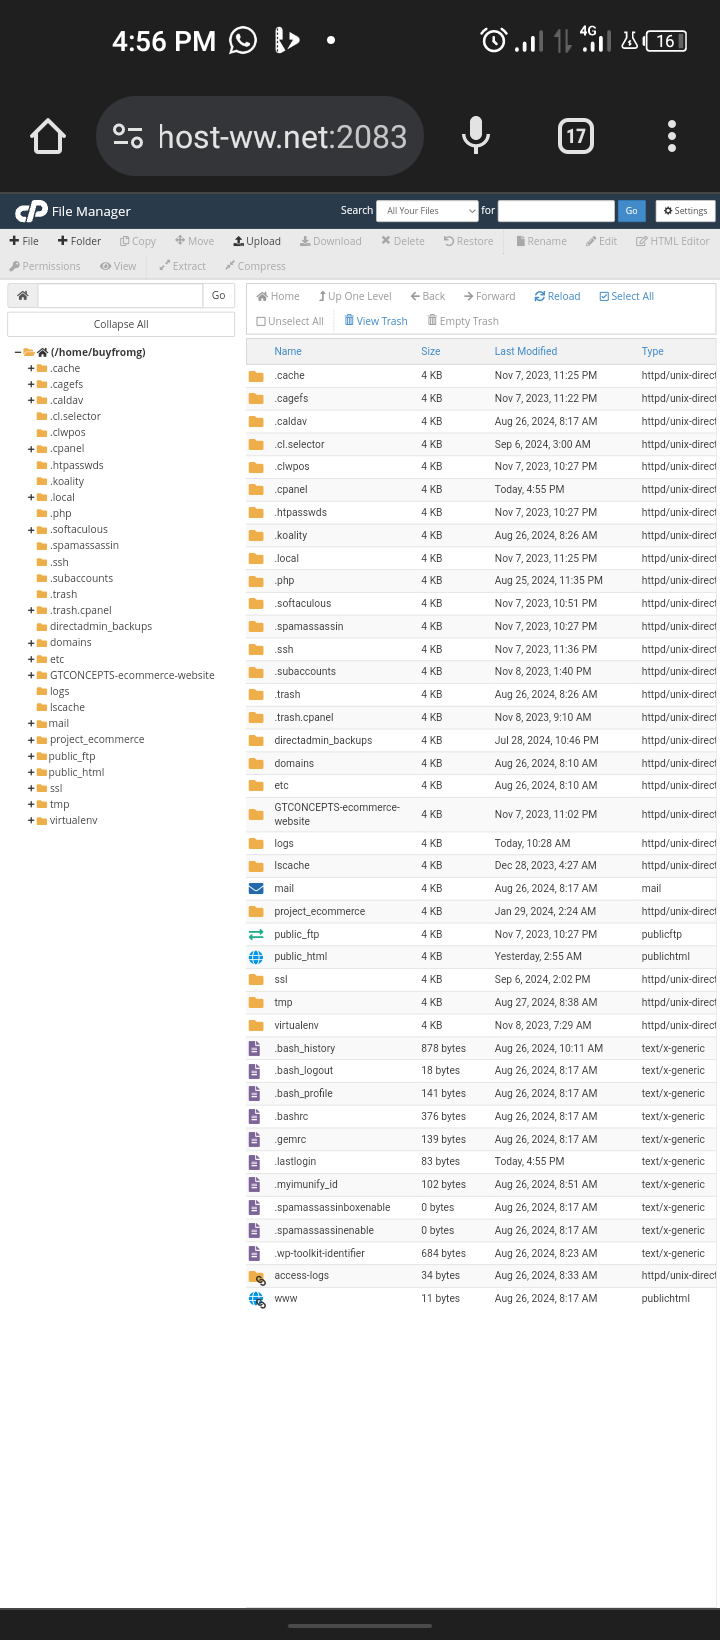 4:56 PM 4G 16
host-ww.net:2083 17
cP File Manager Search All Your Files for Go Settings
File Folder Copy Move Upload Download Delete Restore Rename Edit HTML Editor
Permissions View Extract Compress
Go
Collapse All
(/home/buyfromg)
.cache
.cagefs
.caldav
.cl.selector
.clwpos
.cpanel
.htpasswds
.koality
.local
.php
.softaculous
.spamassassin
.ssh
.subaccounts
.trash
.trash.cpanel
directadmin_backups
domains
etc
GTCONCEPTS-ecommerce-website
logs
lscache
mail
project_ecommerce
public_ftp
public_html
ssl
tmp
virtualenv
Home Up One Level Back Forward Reload Select All
Unselect All View Trash Empty Trash
Name Size Last Modified Type
.cache 4 KB Nov 7, 2023, 11:25 PM httpd/unix-direct
.cagefs 4 KB Nov 7, 2023, 11:22 PM httpd/unix-direct
.caldav 4 KB Aug 26, 2024, 8:17 AM httpd/unix-direct
.cl.selector 4 KB Sep 6, 2024, 3:00 AM httpd/unix-direct
.clwpos 4 KB Nov 7, 2023, 10:27 PM httpd/unix-direct
.cpanel 4 KB Today, 4:55 PM httpd/unix-direct
.htpasswds 4 KB Nov 7, 2023, 10:27 PM httpd/unix-direct
.koality 4 KB Aug 26, 2024, 8:26 AM httpd/unix-direct
.local 4 KB Nov 7, 2023, 11:25 PM httpd/unix-direct
.php 4 KB Aug 25, 2024, 11:35 PM httpd/unix-direct
.softaculous 4 KB Nov 7, 2023, 10:51 PM httpd/unix-direct
.spamassassin 4 KB Nov 7, 2023, 10:27 PM httpd/unix-direct
.ssh 4 KB Nov 7, 2023, 11:36 PM httpd/unix-direct
.subaccounts 4 KB Nov 8, 2023, 1:40 PM httpd/unix-direct
.trash 4 KB Aug 26, 2024, 8:26 AM httpd/unix-direct
.trash.cpanel 4 KB Nov 8, 2023, 9:10 AM httpd/unix-direct
directadmin_backups 4 KB Jul 28, 2024, 10:46 PM httpd/unix-direct
domains 4 KB Aug 26, 2024, 8:10 AM httpd/unix-direct
etc 4 KB Aug 26, 2024, 8:10 AM httpd/unix-direct
GTCONCEPTS-ecommerce-
website 4 KB Nov 7, 2023, 11:02 PM httpd/unix-direct
logs 4 KB Today, 10:28 AM httpd/unix-direct
lscache 4 KB Dec 28, 2023, 4:27 AM httpd/unix-direct
mail 4 KB Aug 26, 2024, 8:17 AM mail
project_ecommerce 4 KB Jan 29, 2024, 2:24 AM httpd/unix-direct
public_ftp 4 KB Nov 7, 2023, 10:27 PM publicftp
public_html 4 KB Yesterday, 2:55 AM publichtml
ssl 4 KB Sep 6, 2024, 2:02 PM httpd/unix-direct
tmp 4 KB Aug 27, 2024, 8:38 AM httpd/unix-direct
virtualenv 4 KB Nov 8, 2023, 7:29 AM httpd/unix-direct
.bash_history 878 bytes Aug 26, 2024, 10:11 AM text/x-generic
.bash_logout 18 bytes Aug 26, 2024, 8:17 AM text/x-generic
.bash_profile 141 bytes Aug 26, 2024, 8:17 AM text/x-generic
.bashrc 376 bytes Aug 26, 2024, 8:17 AM text/x-generic
.gemrc 139 bytes Aug 26, 2024, 8:17 AM text/x-generic
.lastlogin 83 bytes Today, 4:55 PM text/x-generic
.myimunify_id 102 bytes Aug 26, 2024, 8:51 AM text/x-generic
.spamassassinboxenable 0 bytes Aug 26, 2024, 8:17 AM text/x-generic
.spamassassinenable 0 bytes Aug 26, 2024, 8:17 AM text/x-generic
.wp-toolkit-identifier 684 bytes Aug 26, 2024, 8:23 AM text/x-generic
access-logs 34 bytes Aug 26, 2024, 8:33 AM httpd/unix-direct
www 11 bytes Aug 26, 2024, 8:17 AM publichtml